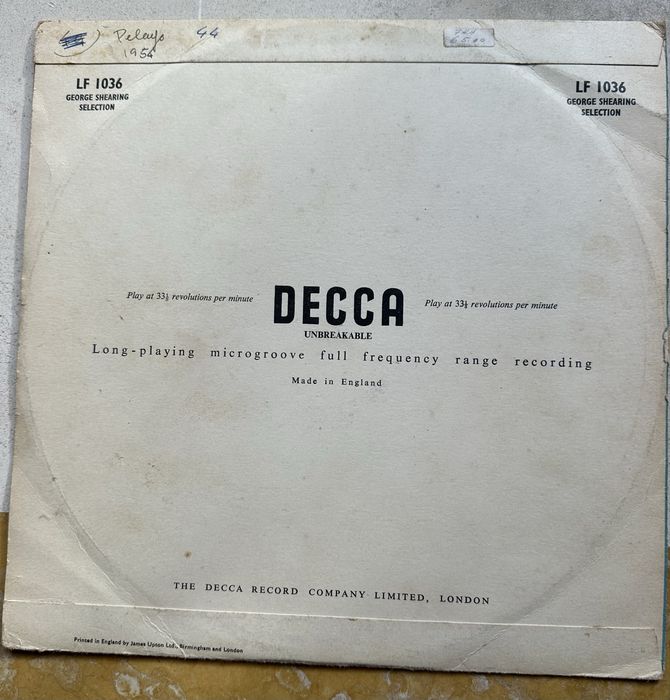 Pelayo 44
1954
LF 1036
GEORGE SHEARING
SELECTION
LF 1036
GEORGE SHEARING
SELECTION
Play at 33⅓ revolutions per minute
DECCA
Play at 33⅓ revolutions per minute
UNBREAKABLE
Long-playing microgroove full frequency range recording
Made in England
THE DECCA RECORD COMPANY LIMITED, LONDON
Printed in England by James Upton Ltd., Birmingham and London